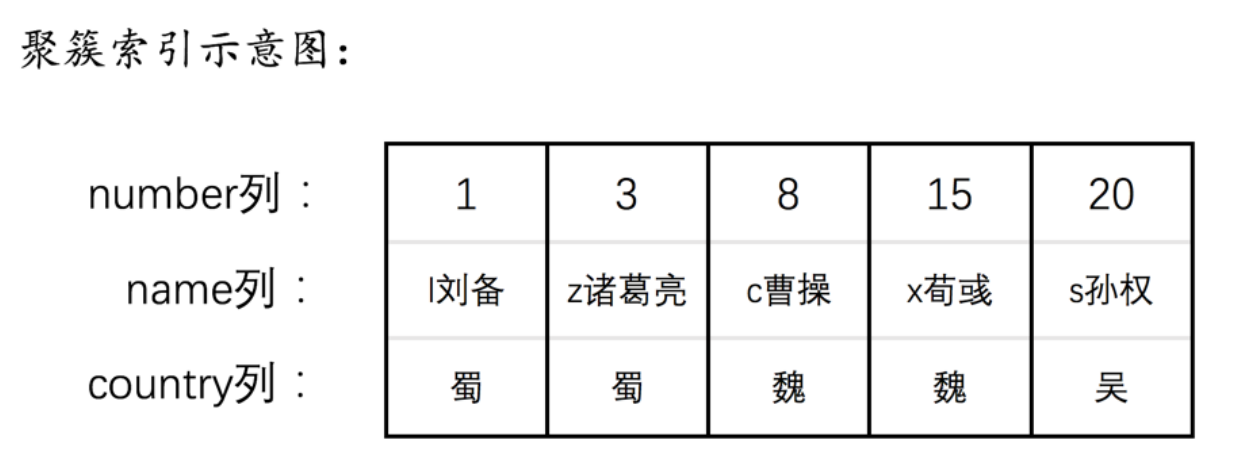 聚簇索引示意图：
number列： 1 3 8 15 20
name列： l刘备 z诸葛亮 c曹操 x荀彧 s孙权
country列： 蜀 蜀 魏 魏 吴